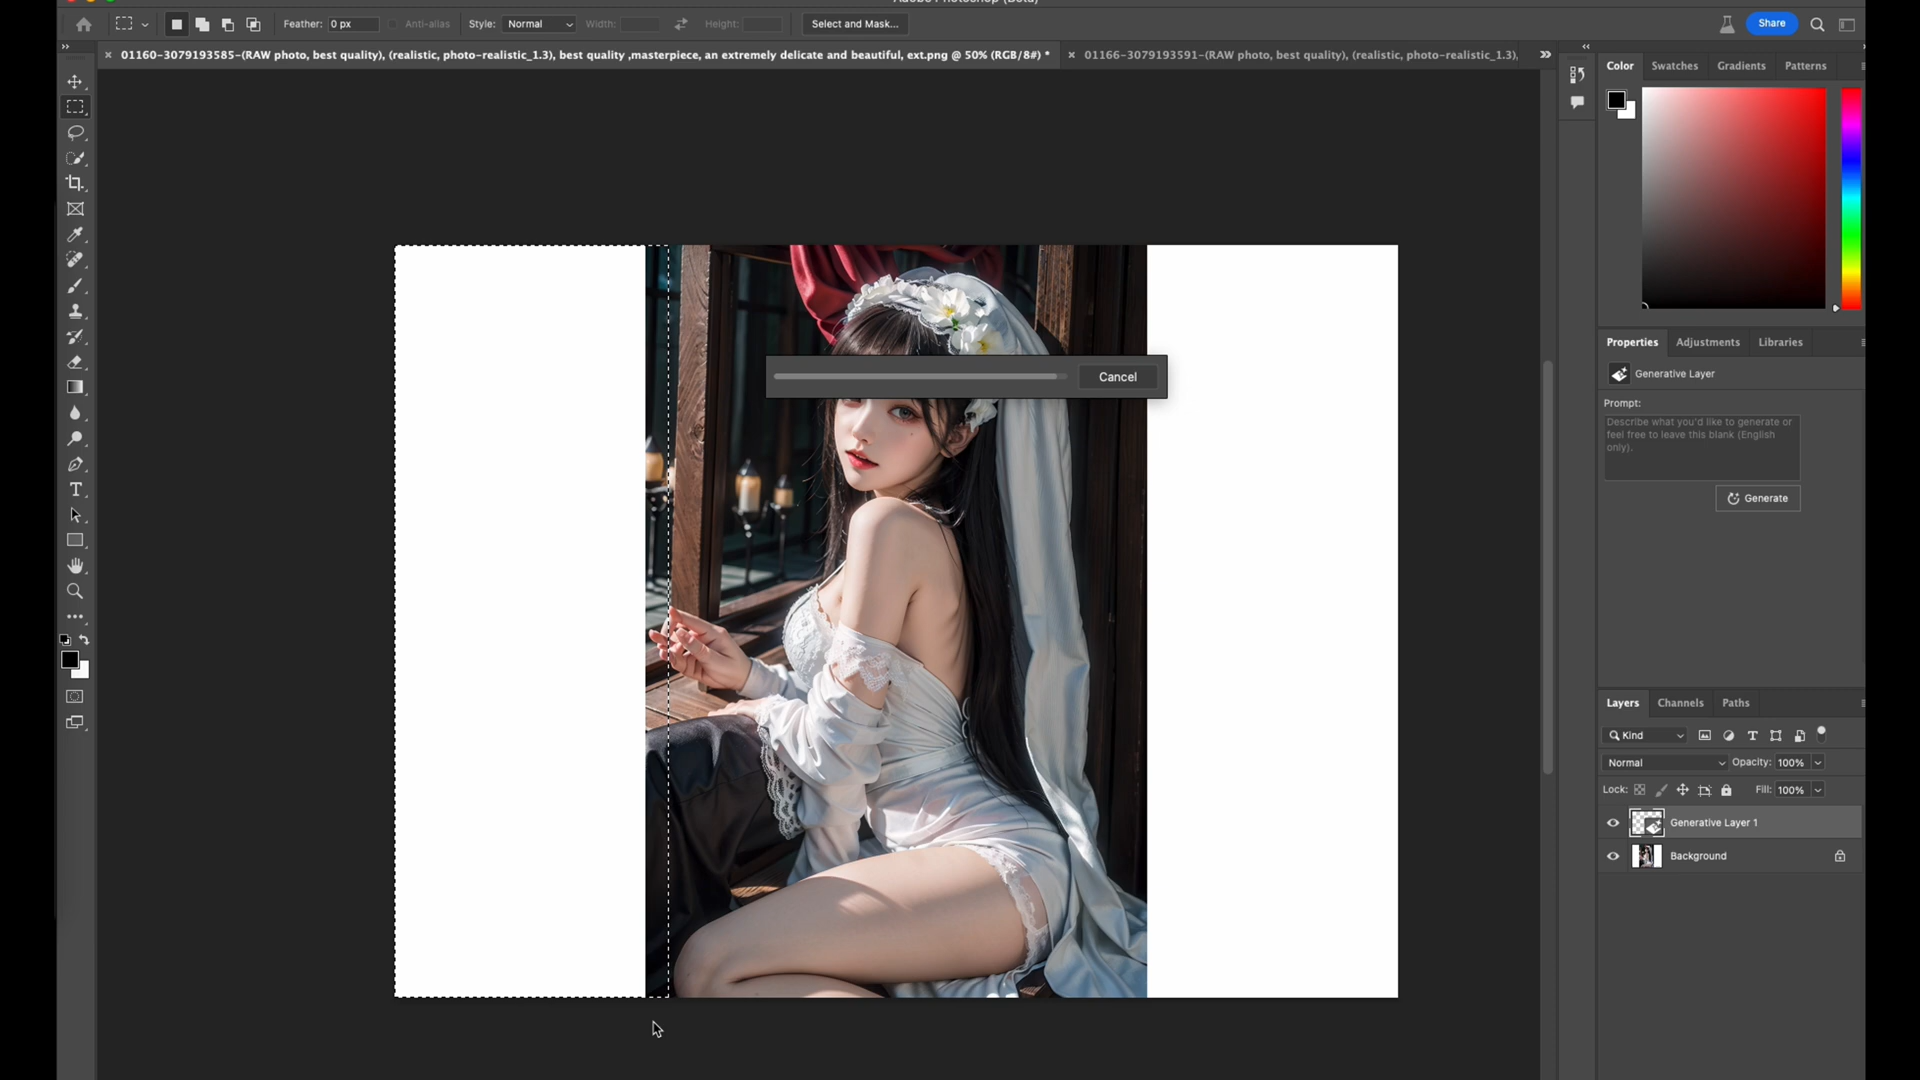 Adobe Photoshop (Beta)
Feather: 0 px Anti-alias Style: Normal Width: Height: Select and Mask... Share
01160-3079193585-(RAW photo, best quality), (realistic, photo-realistic_1.3), best quality ,masterpiece, an extremely delicate and beautiful, ext.png @ 50% (RGB/8#) * 01166-3079193591-(RAW photo, best quality), (realistic, photo-realistic_1.3),
Color Swatches Gradients Patterns
Cancel
Properties Adjustments Libraries
Generative Layer
Prompt:
Describe what you'd like to generate or
feel free to leave this blank (English
only).
Generate
Layers Channels Paths
Kind
Normal Opacity: 100%
Lock: Fill: 100%
Generative Layer 1
Background